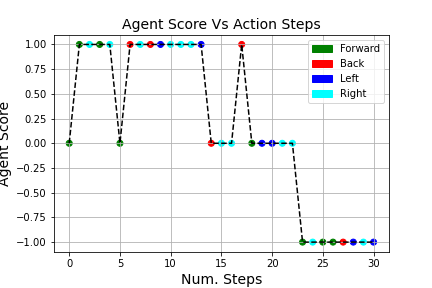 Agent Score Vs Action Steps
Agent Score
1.00
0.75
0.50
0.25
0.00
−0.25
−0.50
−0.75
−1.00
Forward
Back
Left
Right
0 5 10 15 20 25 30
Num. Steps